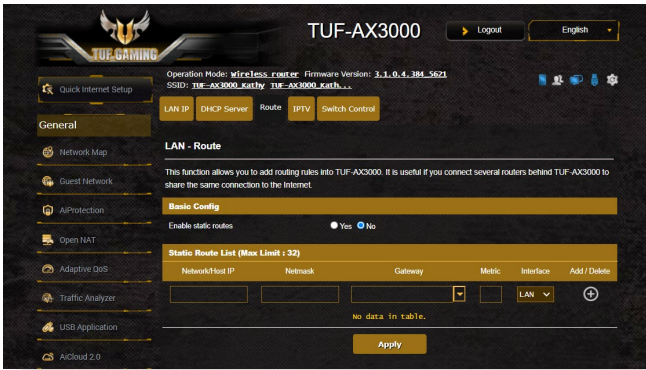 TUF-AX3000
Logout
English
TUF GAMING
Operation Mode: Wireless router Firmware Version: 3.1.0.4.384_5621
SSID: TUF-AX3000_Kathy TUF-AX3000_Kath...
Quick Internet Setup
LAN IP DHCP Server Route IPTV Switch Control
General
LAN - Route
Network Map
This function allows you to add routing rules into TUF-AX3000. It is useful if you connect several routers behind TUF-AX3000 to
share the same connection to the Internet.
Guest Network
Basic Config
AiProtection
Enable static routes Yes No
Open NAT
Static Route List (Max Limit : 32)
Adaptive QoS
Network/Host IP Netmask Gateway Metric Interface Add / Delete
Traffic Analyzer
LAN
No data in table.
USB Application
Apply
AiCloud 2.0